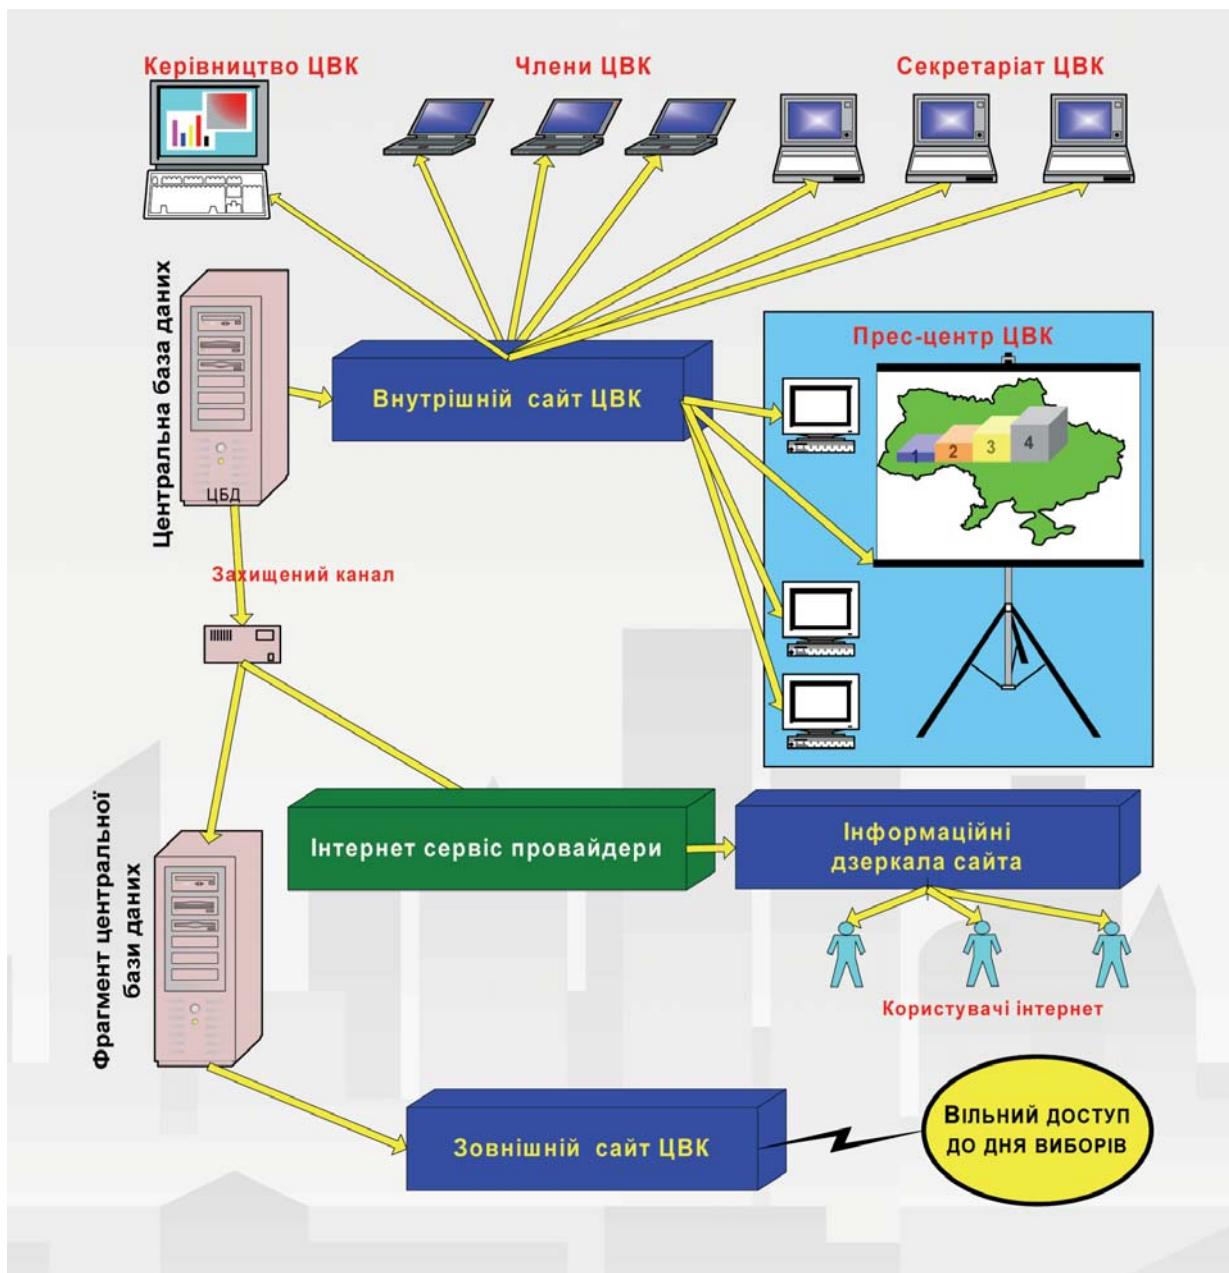 Керівництво ЦВК
Члени ЦВК
Секретаріат ЦВК
Центральна база даних
ЦБД
Внутрішній сайт ЦВК
Прес-центр ЦВК
1
2
3
4
Захищений канал
Інтернет сервіс провайдери
Інформаційні
дзеркала сайта
Користувачі інтернет
Фрагмент центральної
бази даних
Зовнішній сайт ЦВК
ВІЛЬНИЙ ДОСТУП
ДО ДНЯ ВИБОРІВ